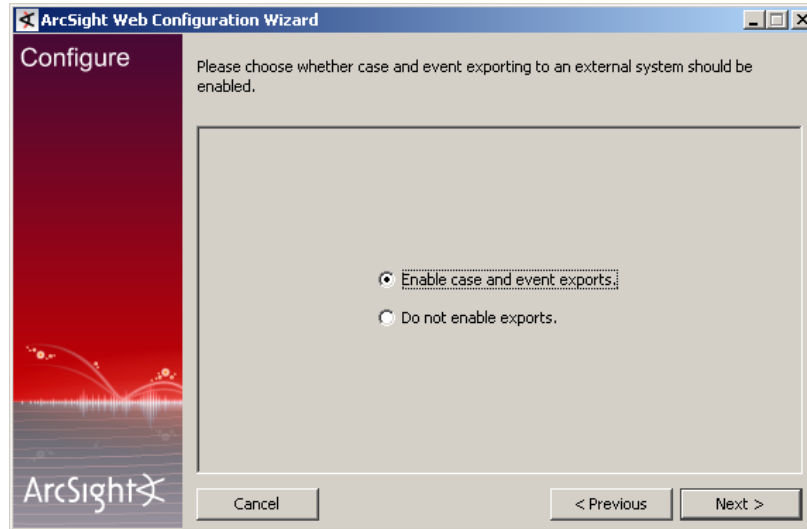 ArcSight Web Configuration Wizard
Configure
Please choose whether case and event exporting to an external system should be
enabled.
Enable case and event exports.
Do not enable exports.
ArcSight
Cancel
< Previous
Next >